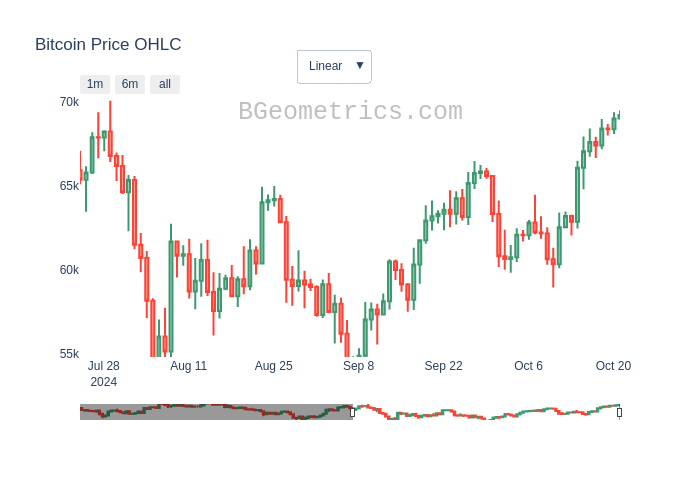 Bitcoin Price OHLC
Linear ▼
1m 6m all
BGeometrics.com
70k
65k
60k
55k
Jul 28 Aug 11 Aug 25 Sep 8 Sep 22 Oct 6 Oct 20
2024